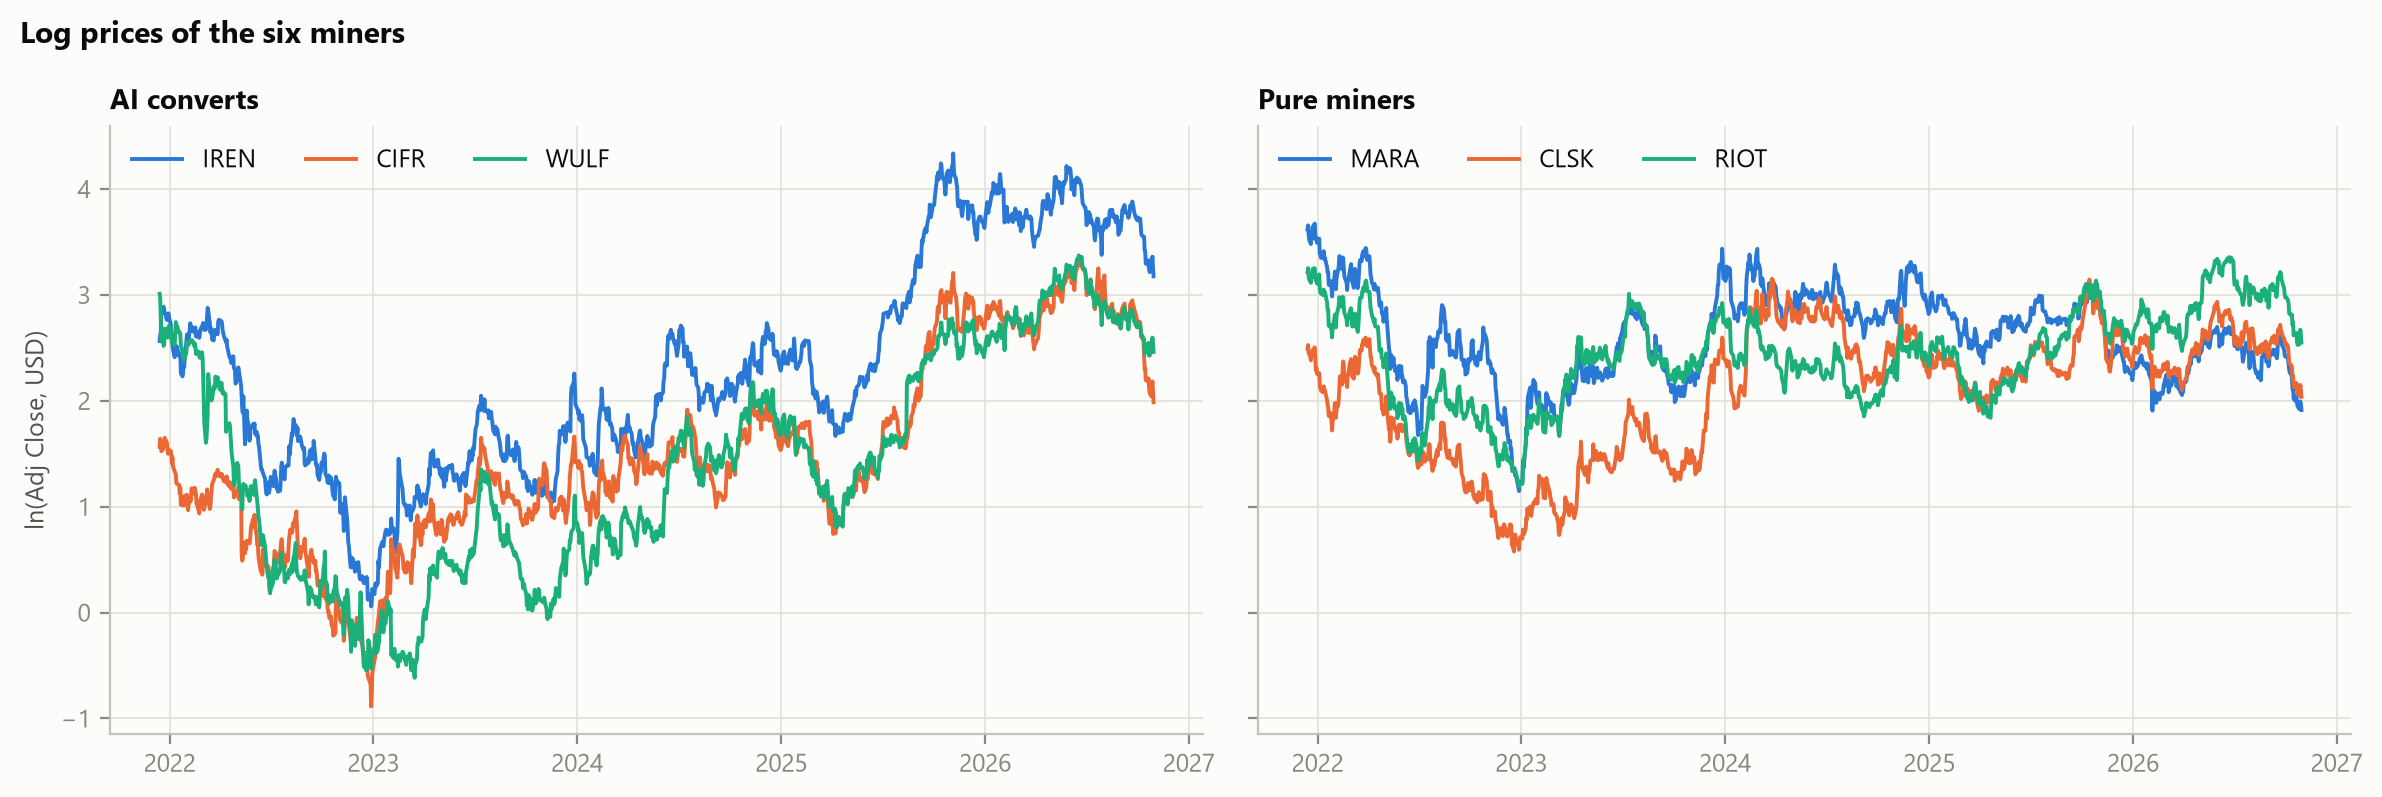 Log prices of the six miners
AI converts
IREN CIFR WULF
ln(Adj Close, USD)
4
3
2
1
0
−1
2022 2023 2024 2025 2026 2027
Pure miners
MARA CLSK RIOT
2022 2023 2024 2025 2026 2027